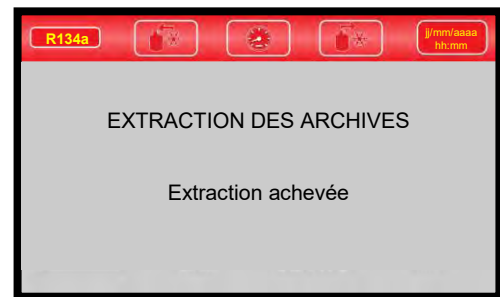 R134a
jj/mm/aaaa
hh:mm
EXTRACTION DES ARCHIVES
Extraction achevée